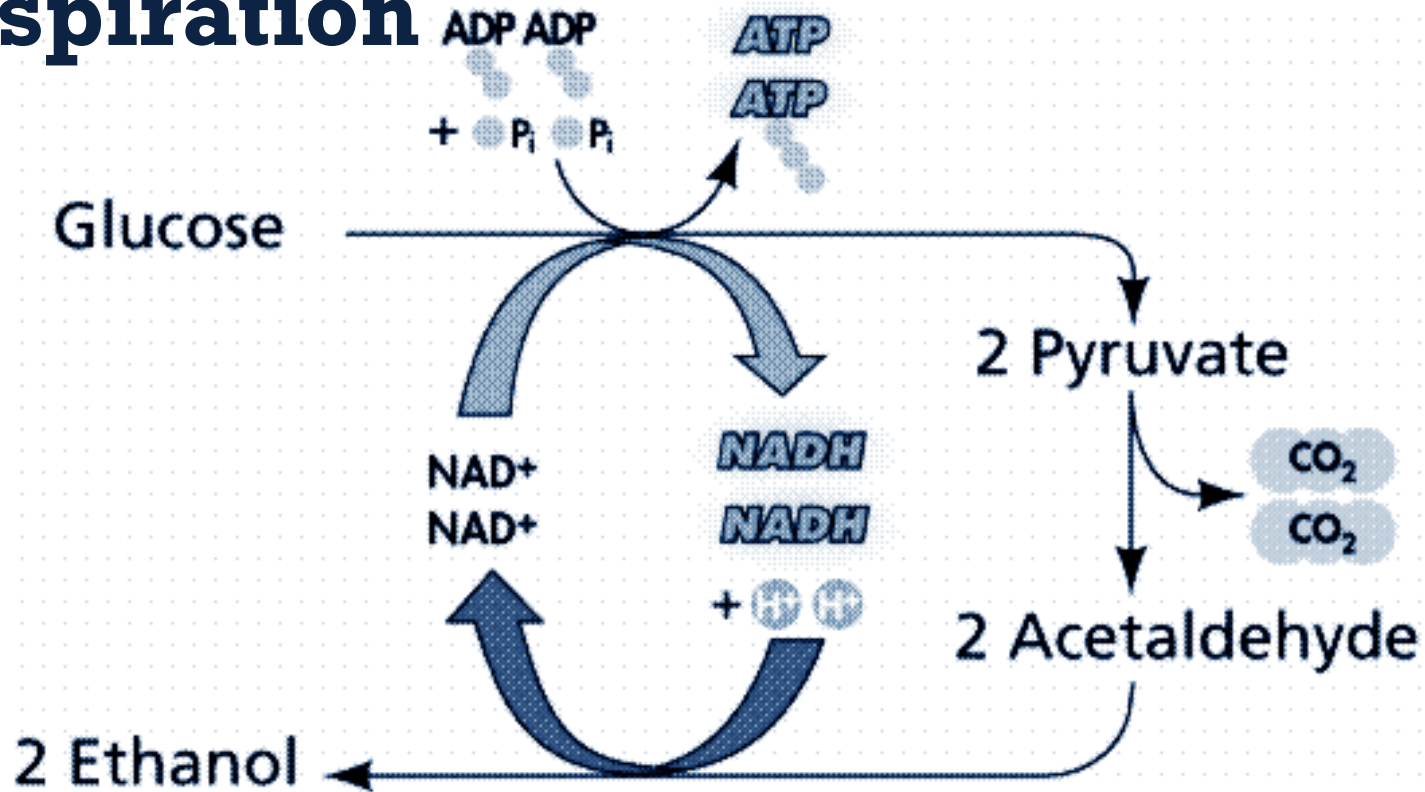 spiration
ADP ADP
ATP
ATP
+ Pᵢ Pᵢ
Glucose
2 Pyruvate
NAD⁺
NAD⁺
NADH
NADH
+ H⁺ H⁺
CO₂
CO₂
2 Acetaldehyde
2 Ethanol